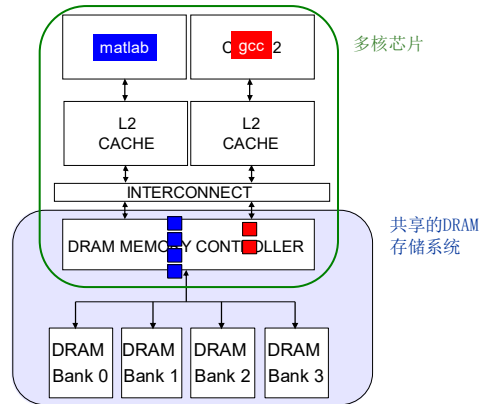 matlab
gcc
2
多核芯片
L2
CACHE
L2
CACHE
INTERCONNECT
共享的DRAM
存储系统
DRAM MEMORY CONTROLLER
DRAM
Bank 0
DRAM
Bank 1
DRAM
Bank 2
DRAM
Bank 3